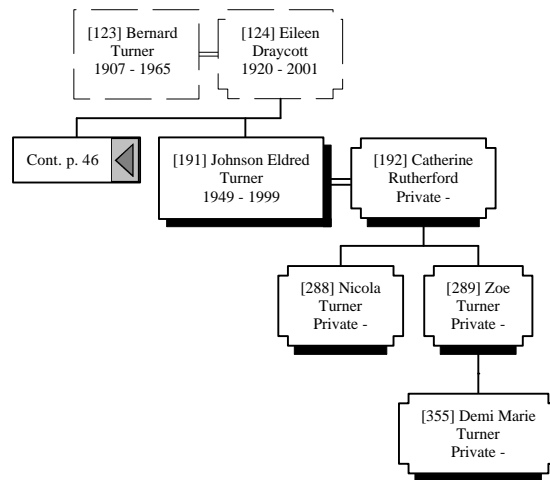 [123] Bernard
Turner
1907 - 1965
[124] Eileen
Draycott
1920 - 2001
Cont. p. 46
[191] Johnson Eldred
Turner
1949 - 1999
[192] Catherine
Rutherford
Private -
[288] Nicola
Turner
Private -
[289] Zoe
Turner
Private -
[355] Demi Marie
Turner
Private -